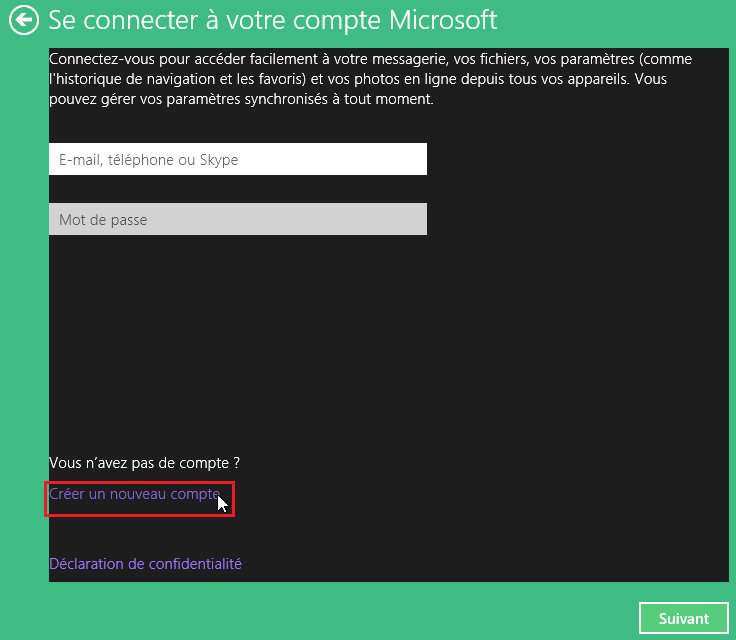 Se connecter à votre compte Microsoft
Connectez-vous pour accéder facilement à votre messagerie, vos fichiers, vos paramètres (comme
l'historique de navigation et les favoris) et vos photos en ligne depuis tous vos appareils. Vous
pouvez gérer vos paramètres synchronisés à tout moment.
E-mail, téléphone ou Skype
Mot de passe
Vous n’avez pas de compte ?
Créer un nouveau compte
Déclaration de confidentialité
Suivant